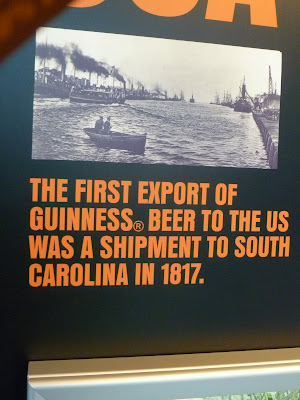 THE FIRST EXPORT OF
GUINNESS® BEER TO THE US
WAS A SHIPMENT TO SOUTH
CAROLINA IN 1817.